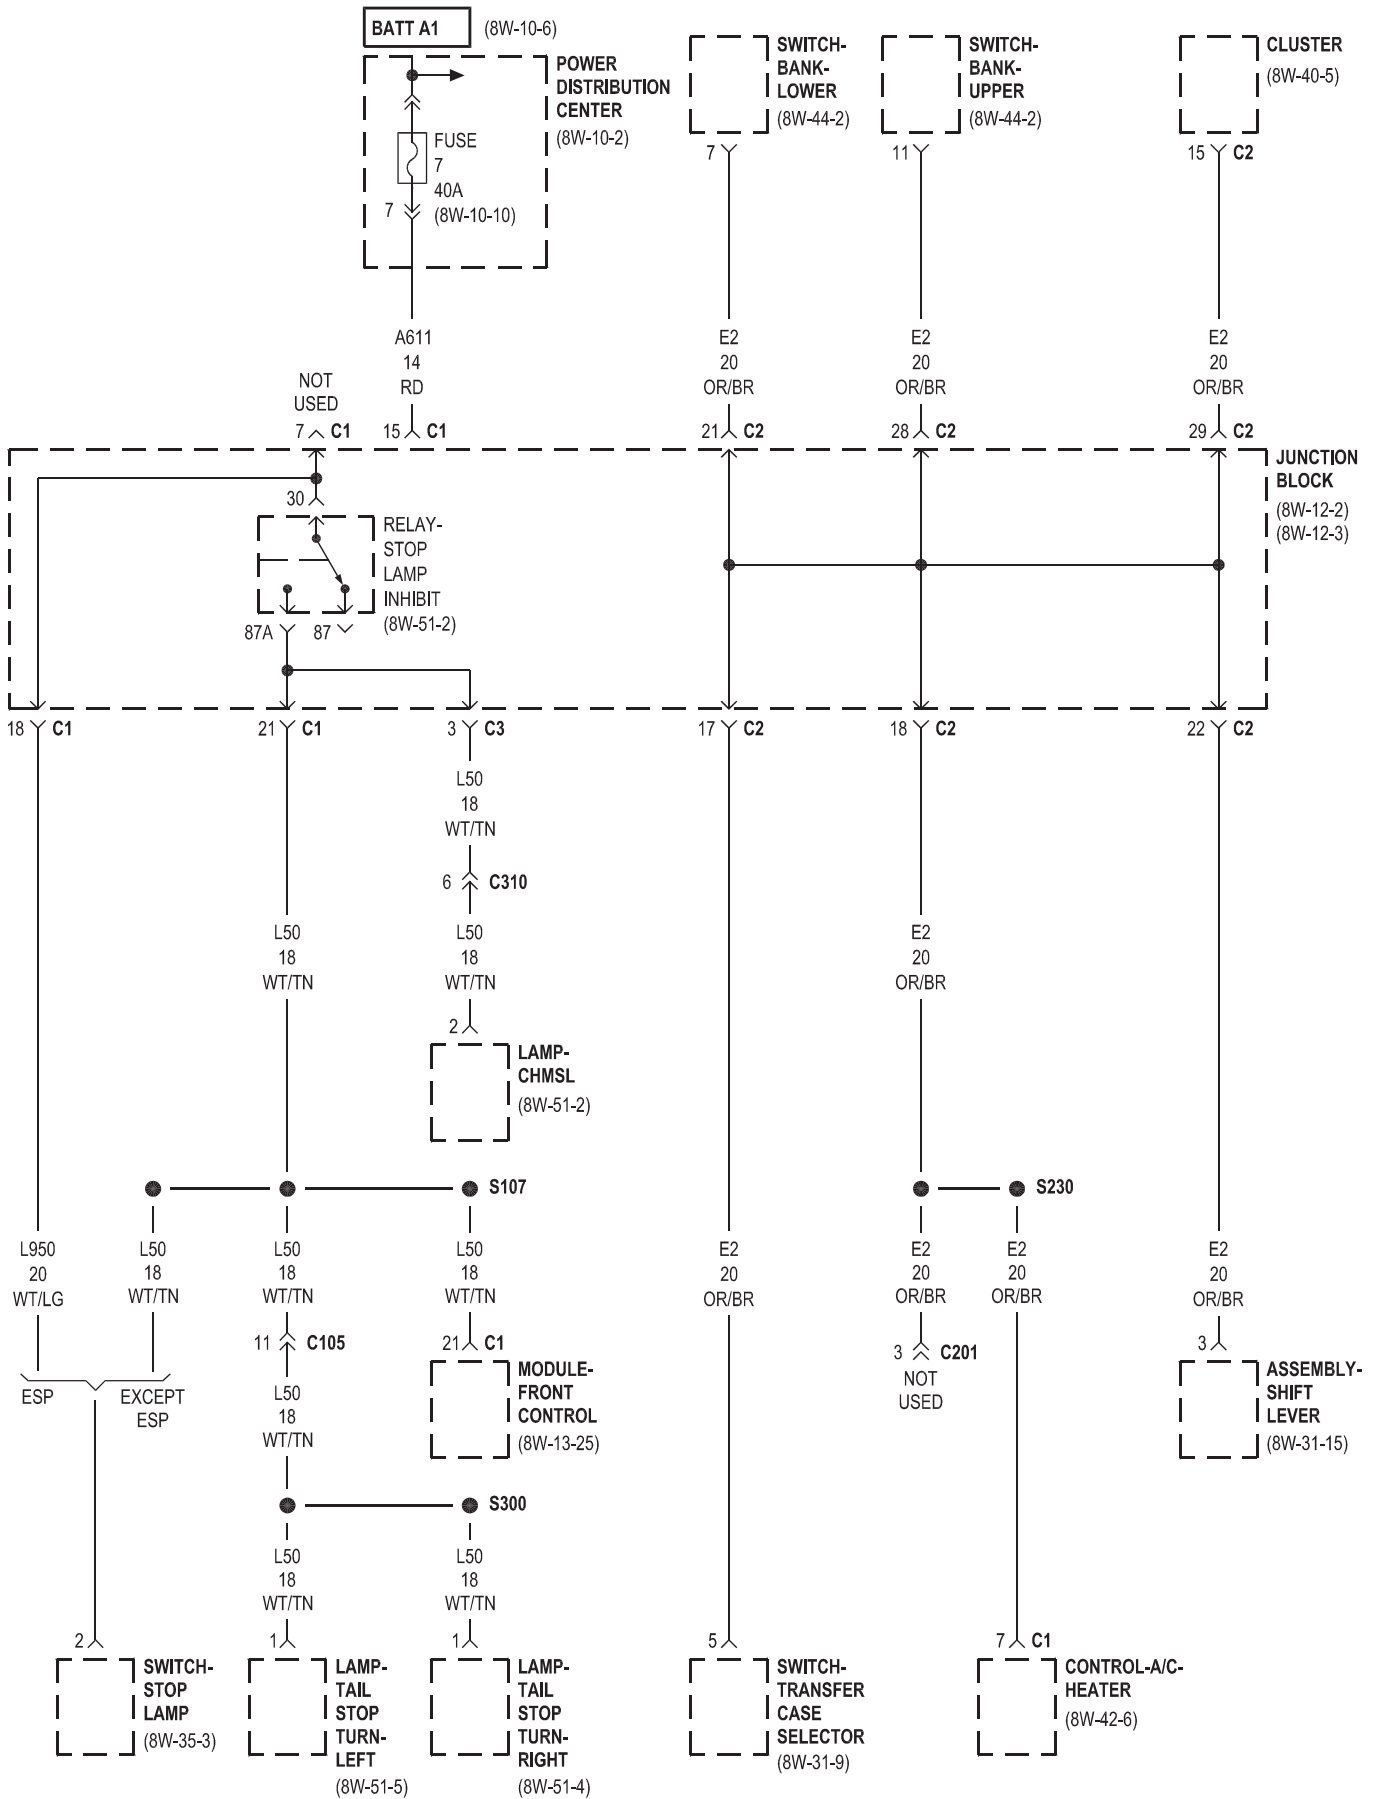 BATT A1 (8W-10-6)
POWER
DISTRIBUTION
CENTER
(8W-10-2)
FUSE
7
40A
(8W-10-10)
7
SWITCH-
BANK-
LOWER
(8W-44-2)
7
SWITCH-
BANK-
UPPER
(8W-44-2)
11
CLUSTER
(8W-40-5)
15 C2
A611
14
RD
E2
20
OR/BR
E2
20
OR/BR
E2
20
OR/BR
NOT
USED
7 C1
15 C1
21 C2
28 C2
29 C2
JUNCTION
BLOCK
(8W-12-2)
(8W-12-3)
30
RELAY-
STOP
LAMP
INHIBIT
(8W-51-2)
87A
87
18 C1
21 C1
3 C3
17 C2
18 C2
22 C2
L50
18
WT/TN
6 C310
L50
18
WT/TN
L50
18
WT/TN
E2
20
OR/BR
2
LAMP-
CHMSL
(8W-51-2)
S107
S230
L950
20
WT/LG
L50
18
WT/TN
L50
18
WT/TN
L50
18
WT/TN
E2
20
OR/BR
E2
20
OR/BR
E2
20
OR/BR
E2
20
OR/BR
11 C105
21 C1
3 C201
NOT
USED
3
ESP
EXCEPT
ESP
L50
18
WT/TN
MODULE-
FRONT
CONTROL
(8W-13-25)
ASSEMBLY-
SHIFT
LEVER
(8W-31-15)
S300
L50
18
WT/TN
L50
18
WT/TN
2
SWITCH-
STOP
LAMP
(8W-35-3)
1
LAMP-
TAIL
STOP
TURN-
LEFT
(8W-51-5)
1
LAMP-
TAIL
STOP
TURN-
RIGHT
(8W-51-4)
5
SWITCH-
TRANSFER
CASE
SELECTOR
(8W-31-9)
7 C1
CONTROL-A/C-
HEATER
(8W-42-6)